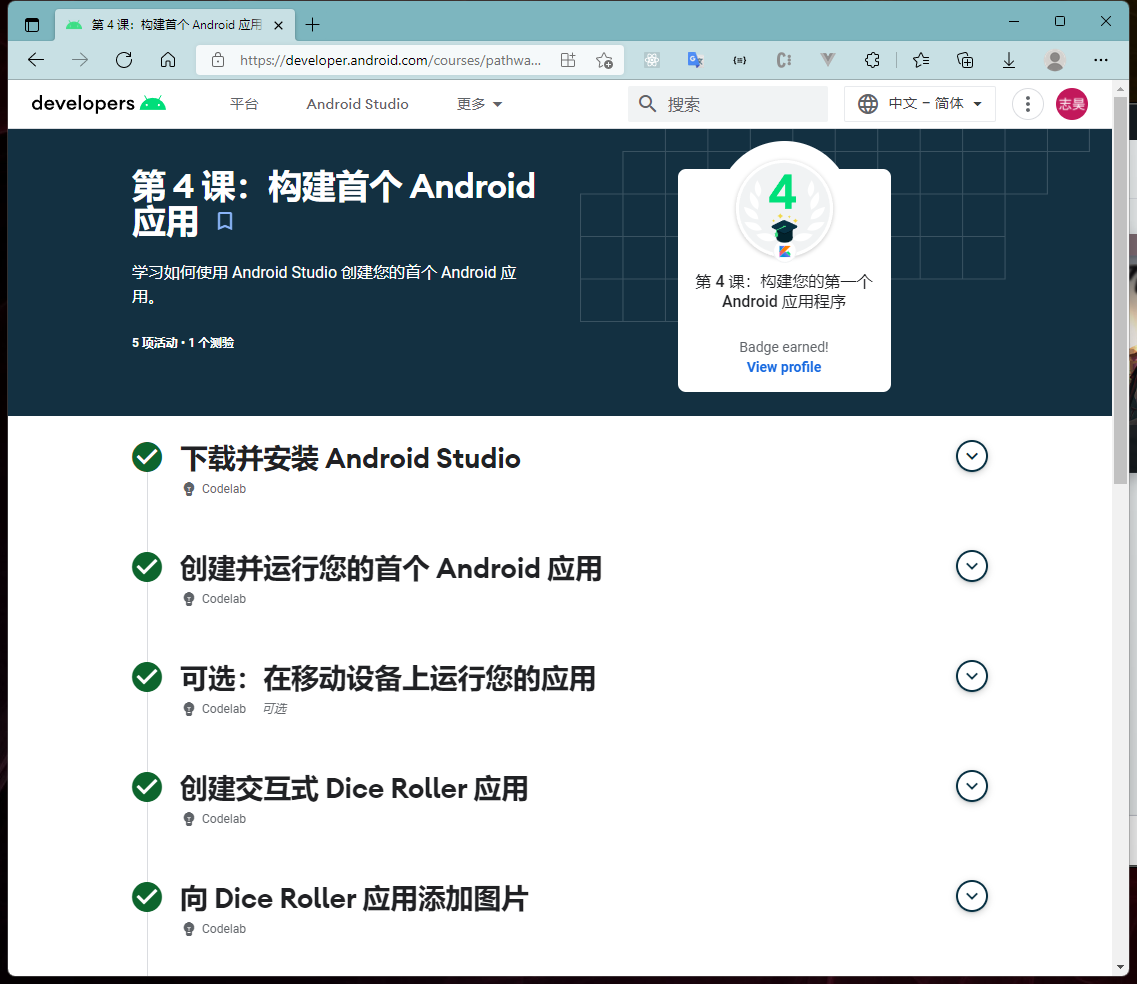 第 4 课：构建首个 Android 应用
https://developer.android.com/courses/pathwa...
developers
平台
Android Studio
更多
搜索
中文 – 简体
志昊
第 4 课：构建首个 Android
应用
学习如何使用 Android Studio 创建您的首个 Android 应
用。
5 项活动 • 1 个测验
4
第 4 课：构建您的第一个
Android 应用程序
Badge earned!
View profile
下载并安装 Android Studio
Codelab
创建并运行您的首个 Android 应用
Codelab
可选：在移动设备上运行您的应用
Codelab 可选
创建交互式 Dice Roller 应用
Codelab
向 Dice Roller 应用添加图片
Codelab